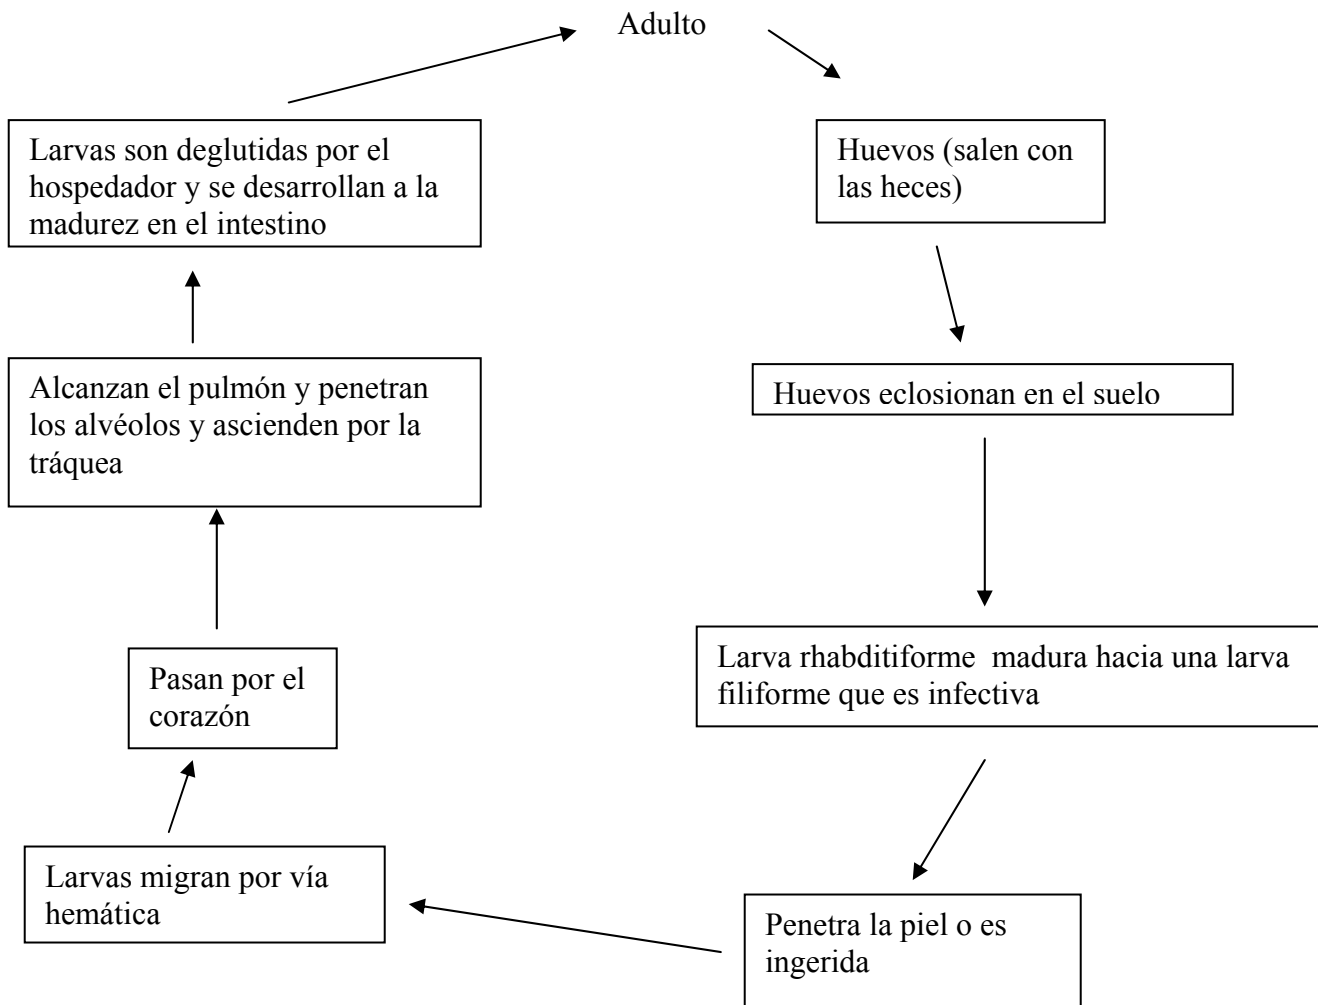 Adulto
Huevos (salen con
las heces)
Huevos eclosionan en el suelo
Larva rhabditiforme  madura hacia una larva
filiforme que es infectiva
Penetra la piel o es
ingerida
Larvas migran por vía
hemática
Pasan por el
corazón
Alcanzan el pulmón y penetran
los alvéolos y ascienden por la
tráquea
Larvas son deglutidas por el
hospedador y se desarrollan a la
madurez en el intestino